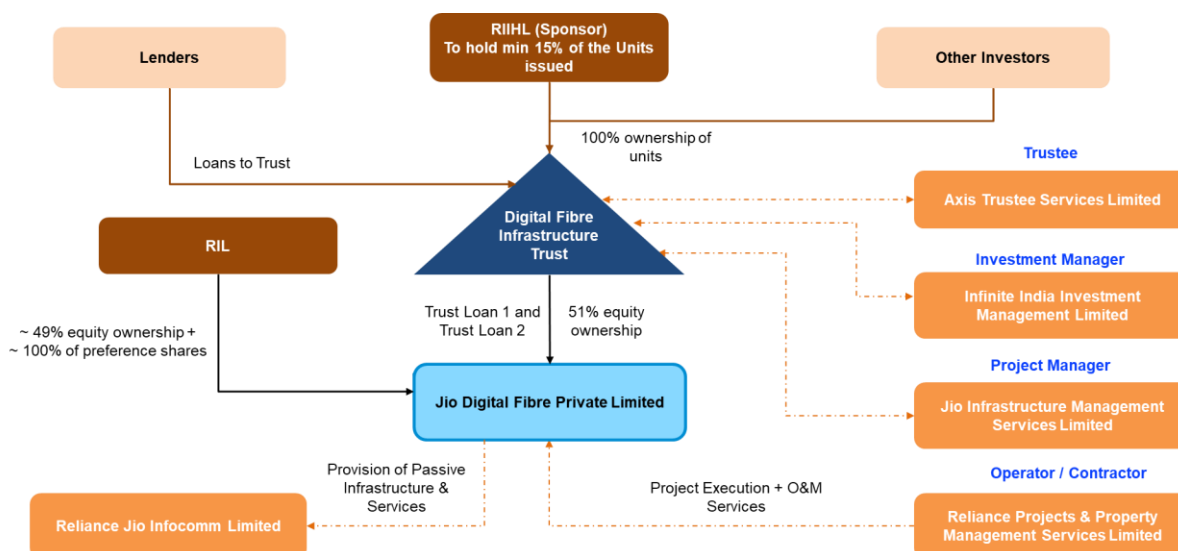 RIIHL (Sponsor)
To hold min 15% of the Units
issued
Lenders
Other Investors
100% ownership of
units
Loans to Trust
Trustee
Axis Trustee Services Limited
Digital Fibre
Infrastructure
Trust
RIL
Investment Manager
Infinite India Investment
Management Limited
Trust Loan 1 and
Trust Loan 2
51% equity
ownership
~ 49% equity ownership +
~ 100% of preference shares
Project Manager
Jio Digital Fibre Private Limited
Jio Infrastructure Management
Services Limited
Provision of Passive
Infrastructure &
Services
Project Execution + O&M
Services
Operator / Contractor
Reliance Jio Infocomm Limited
Reliance Projects & Property
Management Services Limited